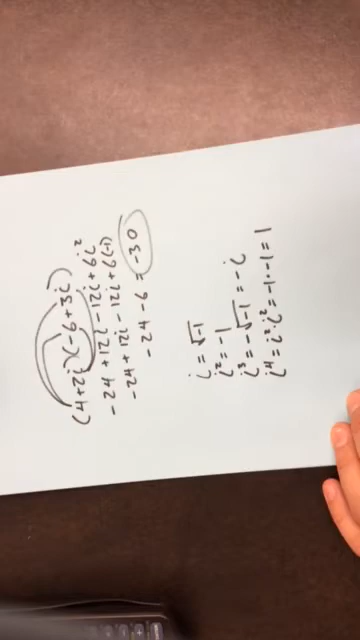 (4+2i)(-6+3i)
-24+12i-12i+6i²
-24+12i-12i+6(-1)
-24-6=-30
i=√-1
i²=-1
i³=-√-1=-i
i⁴=i²·i²=-1·-1=1